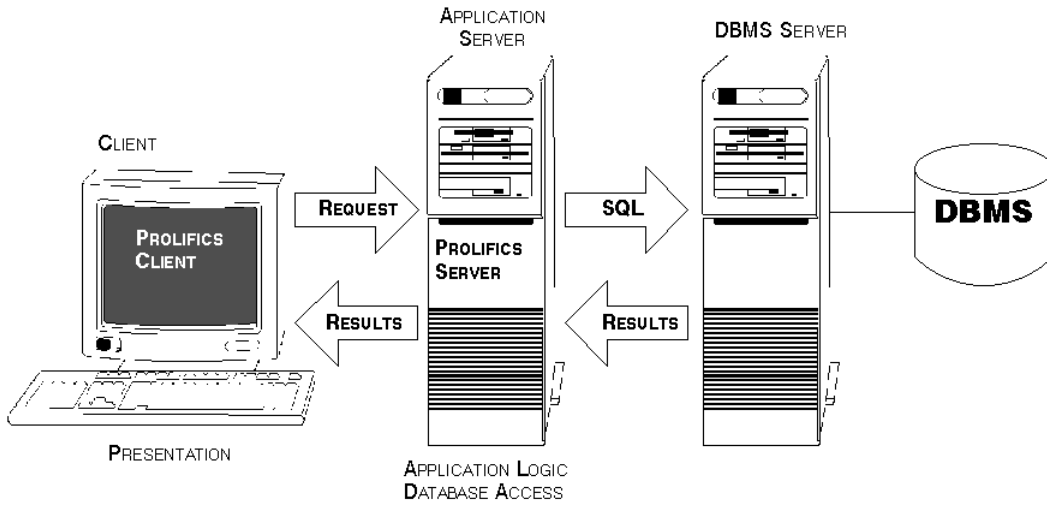 APPLICATION
SERVER
DBMS SERVER
CLIENT
PROLIFICS
CLIENT
REQUEST
SQL
DBMS
PROLIFICS
SERVER
RESULTS
RESULTS
PRESENTATION
APPLICATION LOGIC
DATABASE ACCESS